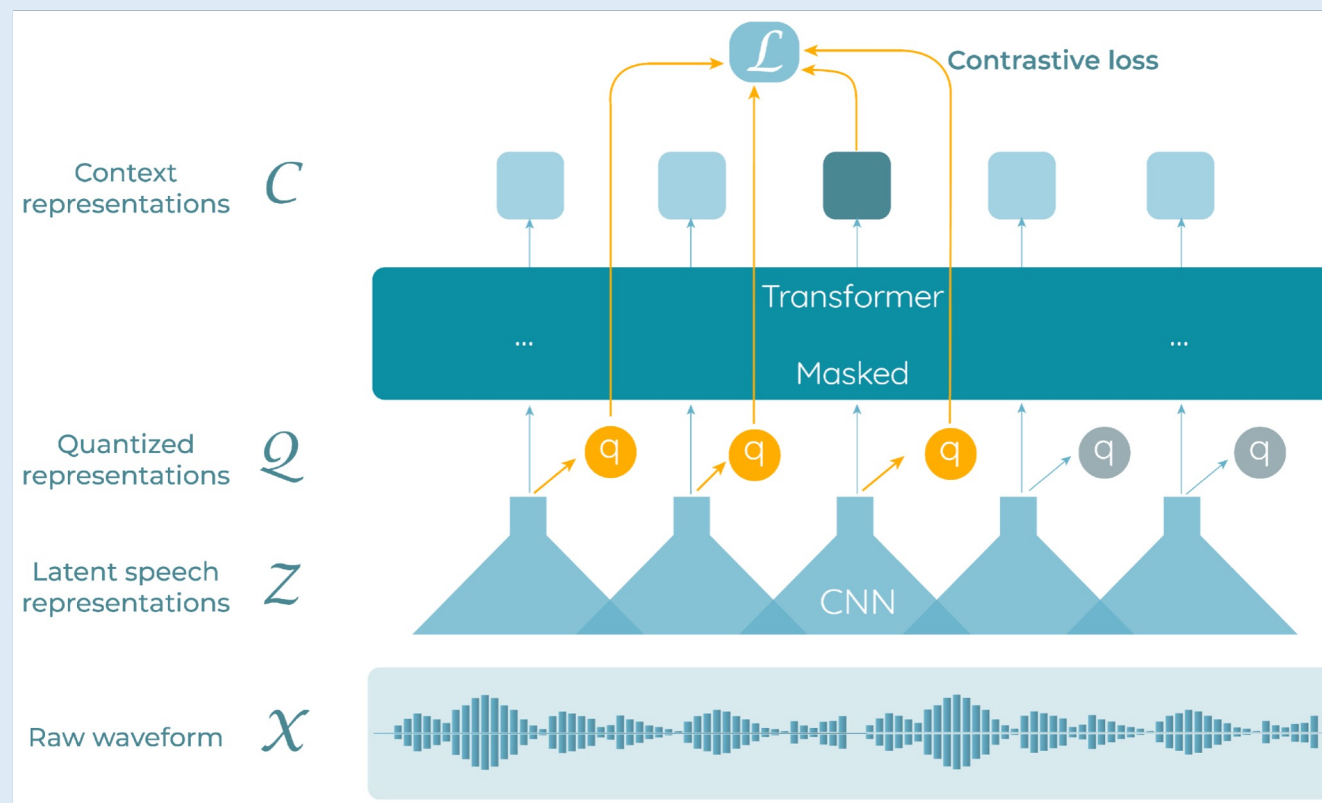 ℒ
Contrastive loss
Context
representations C
Transformer
... ...
Masked
Quantized
representations Q
q q q q q
Latent speech
representations Z
CNN
Raw waveform X